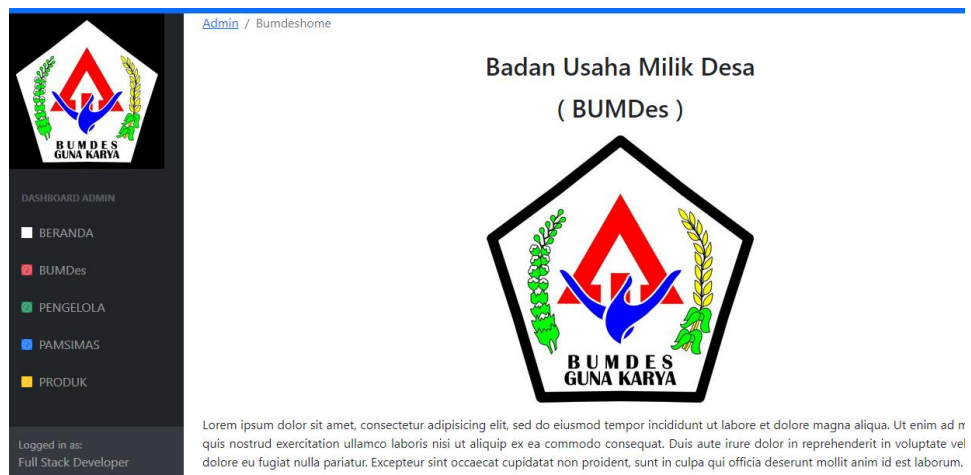 Admin / Bumdeshome
BUMDES
GUNA KARYA
DASHBOARD ADMIN
BERANDA
BUMDes
PENGELOLA
PAMSIMAS
PRODUK
Logged in as:
Full Stack Developer
Badan Usaha Milik Desa
( BUMDes )
BUMDES
GUNA KARYA
Lorem ipsum dolor sit amet, consectetur adipisicing elit, sed do eiusmod tempor incididunt ut labore et dolore magna aliqua. Ut enim ad m
quis nostrud exercitation ullamco laboris nisi ut aliquip ex ea commodo consequat. Duis aute irure dolor in reprehenderit in voluptate vel
dolore eu fugiat nulla pariatur. Excepteur sint occaecat cupidatat non proident, sunt in culpa qui officia deserunt mollit anim id est laborum.